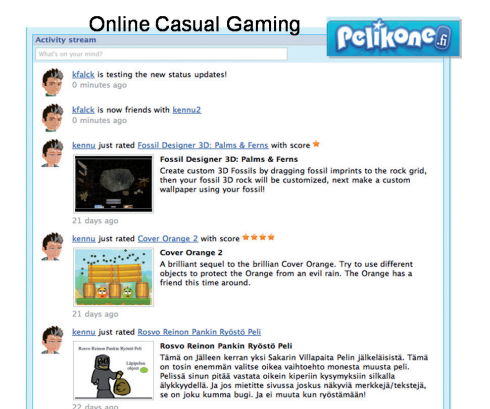 Online Casual Gaming
Pelikone.fi
Activity stream
What's on your mind?
kfalck is testing the new status updates!
0 minutes ago
kfalck is now friends with kennu2
0 minutes ago
kennu just rated Fossil Designer 3D: Palms & Ferns with score
Fossil Designer 3D: Palms & Ferns
Create custom 3D Fossils by dragging fossil imprints to the rock grid,
then your fossil 3D rock will be customized, next make a custom
wallpaper using your fossil!
21 days ago
kennu just rated Cover Orange 2 with score
Cover Orange 2
A brilliant sequel to the brillian Cover Orange. Try to use different
objects to protect the Orange from an evil rain. The Orange has a
friend this time around.
21 days ago
kennu just rated Rosvo Reinon Pankin Ryöstö Peli
Rosvo Reinon Pankin Ryöstö Peli
Rosvo Reinon Pankin Ryöstö Peli
Tämä on Jälleen kerran yksi Sakarin Villapaita Pelin jälkeläisistä. Tämä
on tosin enemmän valitse oikea vaihtoehto monesta muusta peli.
Pelissä sinun pitää vastata oikein kiperiin kysymyksiin silkalla
älykkyydellä. Ja jos mietitte sivussa joskus näkyviä merkkejä/tekstejä,
se on joku kumma bugi. Ja ei muuta kun ryöstämään!
22 days ago